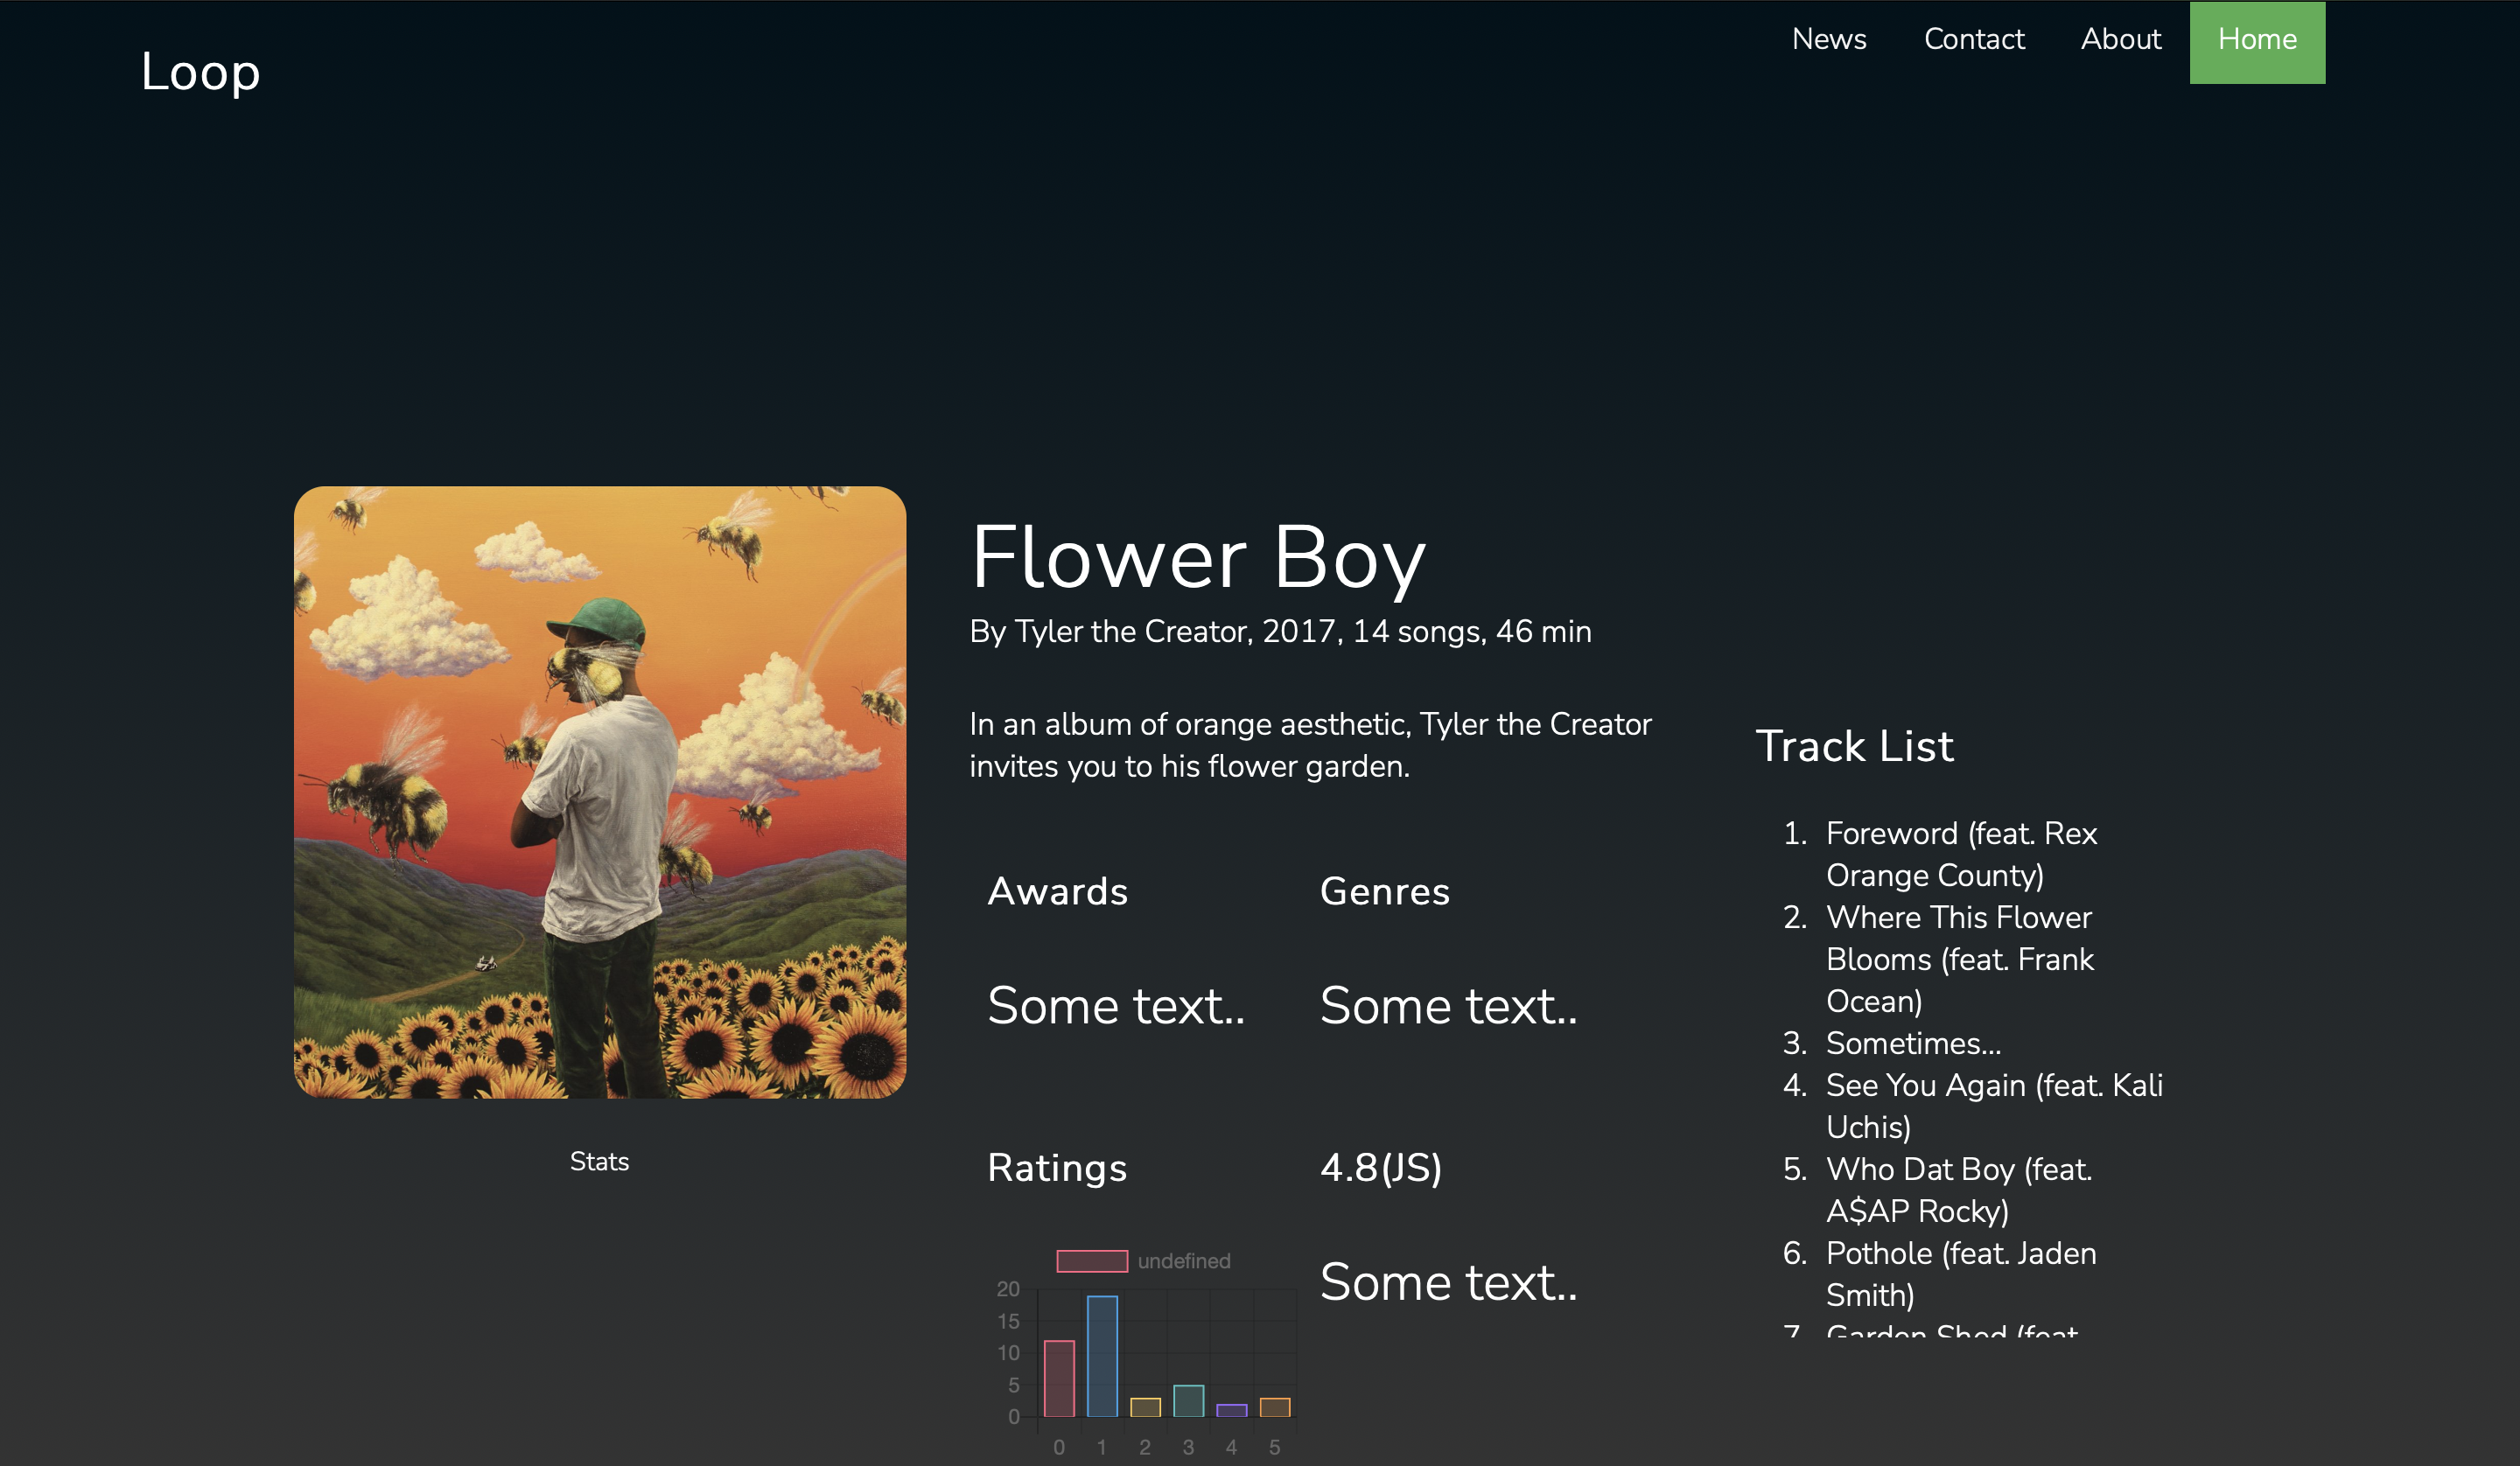 Loop
News Contact About Home
Flower Boy
By Tyler the Creator, 2017, 14 songs, 46 min
In an album of orange aesthetic, Tyler the Creator
invites you to his flower garden.
Awards
Some text..
Genres
Some text..
Stats
Ratings
undefined
20
15
10
5
0
0 1 2 3 4 5
4.8(JS)
Some text..
Track List
1. Foreword (feat. Rex
Orange County)
2. Where This Flower
Blooms (feat. Frank
Ocean)
3. Sometimes...
4. See You Again (feat. Kali
Uchis)
5. Who Dat Boy (feat.
A$AP Rocky)
6. Pothole (feat. Jaden
Smith)
7. Garden Shed (feat.